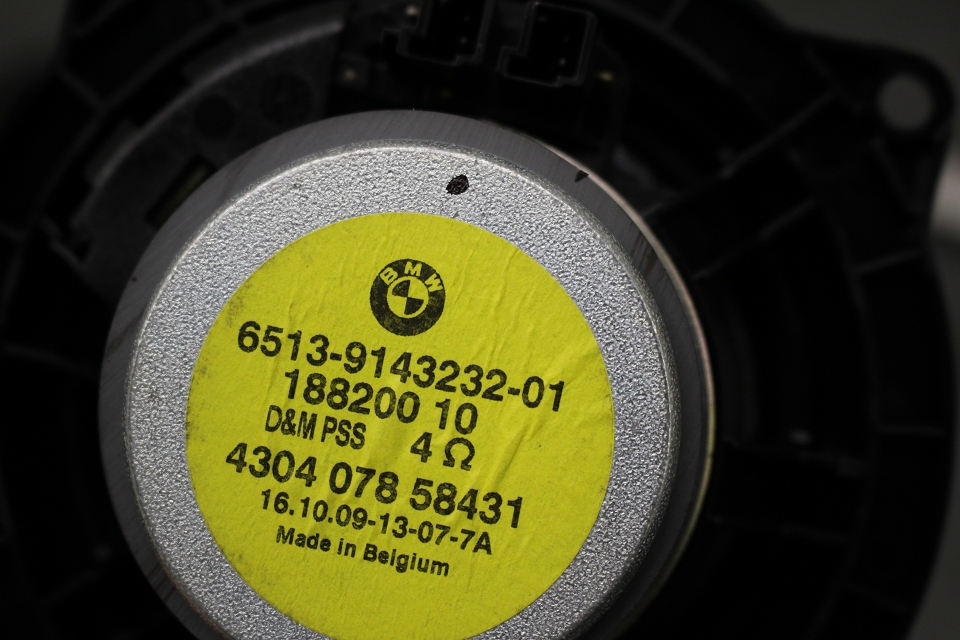 BMW
6513-9143232-01
188200 10
D&M PSS 4 Ω
4304 078 58431
16.10.09-13-07-7A
Made in Belgium